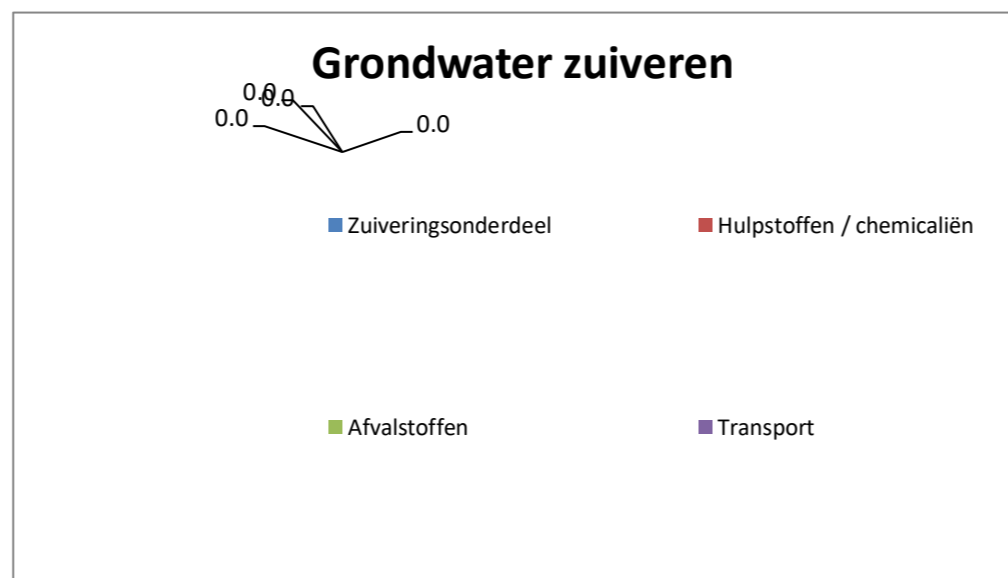 Grondwater zuiveren
0.0
0.0
0.0
0.0
Zuiveringsonderdeel
Hulpstoffen / chemicaliën
Afvalstoffen
Transport